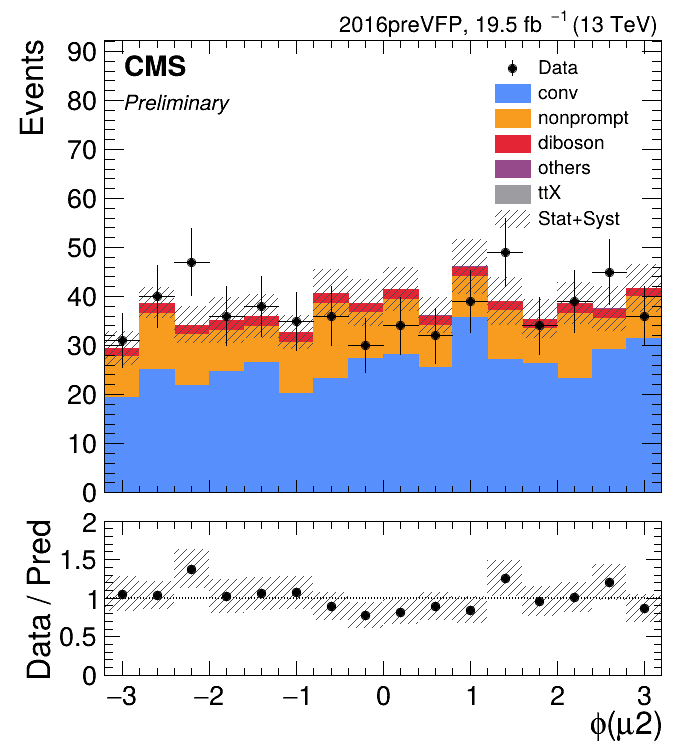 2016preVFP, 19.5 fb ⁻¹ (13 TeV)
CMS
Preliminary
Events
90
80
70
60
50
40
30
20
10
0
Data
conv
nonprompt
diboson
others
ttX
Stat+Syst
Data / Pred
2
1.5
1
0.5
0
−3 −2 −1 0 1 2 3
ϕ(μ2)